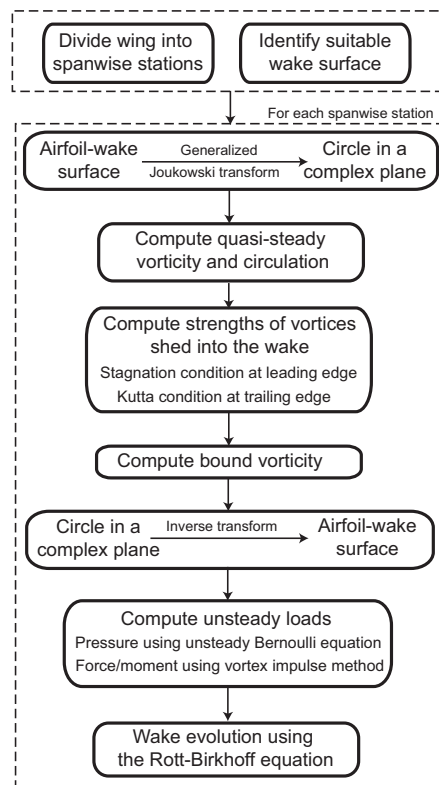 Divide wing into
spanwise stations
Identify suitable
wake surface
For each spanwise station
Airfoil-wake
surface
Generalized
Joukowski transform
Circle in a
complex plane
Compute quasi-steady
vorticity and circulation
Compute strengths of vortices
shed into the wake
Stagnation condition at leading edge
Kutta condition at trailing edge
Compute bound vorticity
Circle in a
complex plane
Inverse transform
Airfoil-wake
surface
Compute unsteady loads
Pressure using unsteady Bernoulli equation
Force/moment using vortex impulse method
Wake evolution using
the Rott-Birkhoff equation